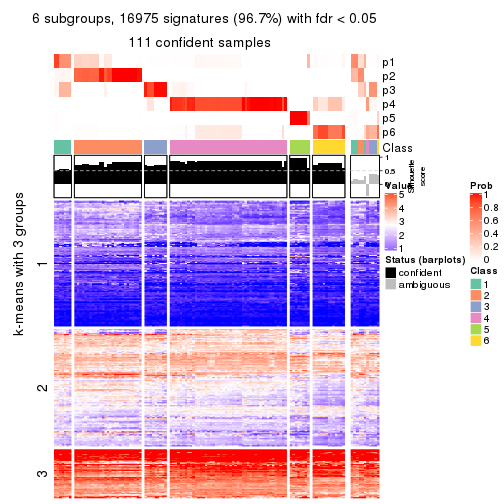 6 subgroups, 16975 signatures (96.7%) with fdr < 0.05
111 confident samples
p1
p2
p3
p4
p5
p6
Class
1
0.5
0
Silhouette
score
k-means with 3 groups
1
2
3
Value
5
4
3
2
1
Status (barplots)
confident
ambiguous
Prob
1
0.8
0.6
0.4
0.2
0
Class
1
2
3
4
5
6